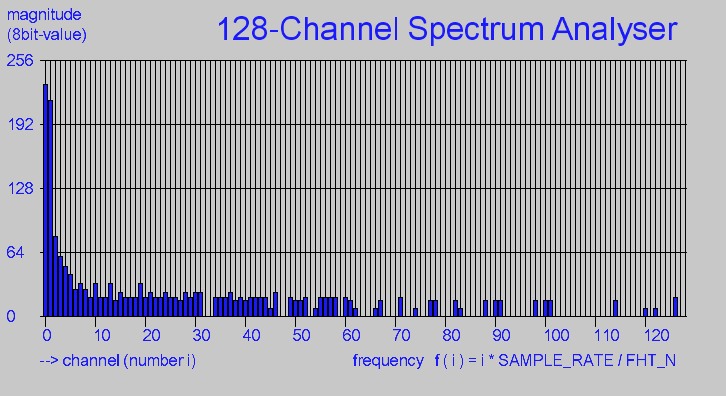 magnitude
(8bit-value)
128-Channel Spectrum Analyser
256
192
128
64
0
0 10 20 30 40 50 60 70 80 90 100 110 120
--> channel (number i)
frequency f ( i ) = i * SAMPLE_RATE / FHT_N